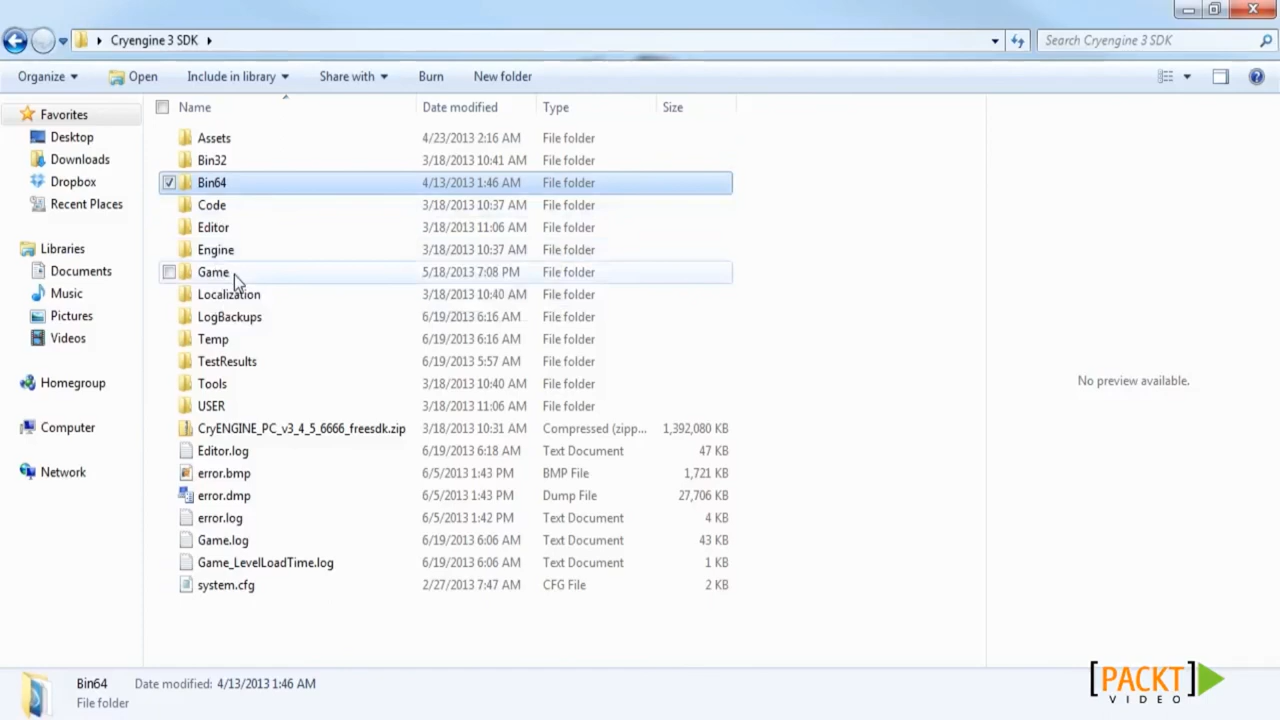 Cryengine 3 SDK
Search Cryengine 3 SDK
Organize Open Include in library Share with Burn New folder
Favorites
Desktop
Downloads
Dropbox
Recent Places
Libraries
Documents
Music
Pictures
Videos
Homegroup
Computer
Network
Name Date modified Type Size
Assets 4/23/2013 2:16 AM File folder
Bin32 3/18/2013 10:41 AM File folder
Bin64 4/13/2013 1:46 AM File folder
Code 3/18/2013 10:37 AM File folder
Editor 3/18/2013 11:06 AM File folder
Engine 3/18/2013 10:37 AM File folder
Game 5/18/2013 7:08 PM File folder
Localization 3/18/2013 10:40 AM File folder
LogBackups 6/19/2013 6:16 AM File folder
Temp 6/19/2013 6:16 AM File folder
TestResults 6/19/2013 5:57 AM File folder
Tools 3/18/2013 10:40 AM File folder
USER 3/18/2013 11:06 AM File folder
CryENGINE_PC_v3_4_5_6666_freesdk.zip 3/18/2013 10:31 AM Compressed (zipp... 1,392,080 KB
Editor.log 6/19/2013 6:18 AM Text Document 47 KB
error.bmp 6/5/2013 1:43 PM BMP File 1,721 KB
error.dmp 6/5/2013 1:43 PM Dump File 27,706 KB
error.log 6/5/2013 1:42 PM Text Document 4 KB
Game.log 6/19/2013 6:06 AM Text Document 43 KB
Game_LevelLoadTime.log 6/19/2013 6:06 AM Text Document 1 KB
system.cfg 2/27/2013 7:47 AM CFG File 2 KB
No preview available.
Bin64 Date modified: 4/13/2013 1:46 AM
File folder
[PACKT]
VIDEO